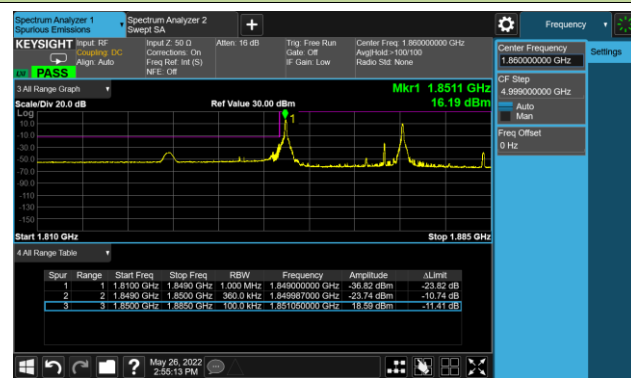 Spectrum Analyzer 1
Spurious Emissions
Spectrum Analyzer 2
Swept SA
Frequency
KEYSIGHT
Input: RF
Coupling: DC
Align: Auto
Input Z: 50 Ω
Corrections: On
Freq Ref: Int (S)
NFE: Off
Atten: 16 dB
Trig: Free Run
Gate: Off
IF Gain: Low
Center Freq: 1.860000000 GHz
Avg|Hold:>100/100
Radio Std: None
PASS
Center Frequency
1.860000000 GHz
Settings
CF Step
4.999000000 GHz
Auto
Man
Freq Offset
0 Hz
3 All Range Graph
Mkr1 1.8511 GHz
Scale/Div 20.0 dB
Ref Value 30.00 dBm
16.19 dBm
Log
10.0
-10.0
-30.0
-50.0
-70.0
-90.0
-110
-130
-150
1
Start 1.810 GHz
Stop 1.885 GHz
4 All Range Table
Spur Range Start Freq Stop Freq RBW Frequency Amplitude ΔLimit
1 1 1.8100 GHz 1.8490 GHz 1.000 MHz 1.849000000 GHz -36.82 dBm -23.82 dB
2 2 1.8490 GHz 1.8500 GHz 360.0 kHz 1.849987000 GHz -23.74 dBm -10.74 dB
3 3 1.8500 GHz 1.8850 GHz 100.0 kHz 1.851050000 GHz 18.59 dBm -11.41 dB
May 26, 2022
2:55:13 PM